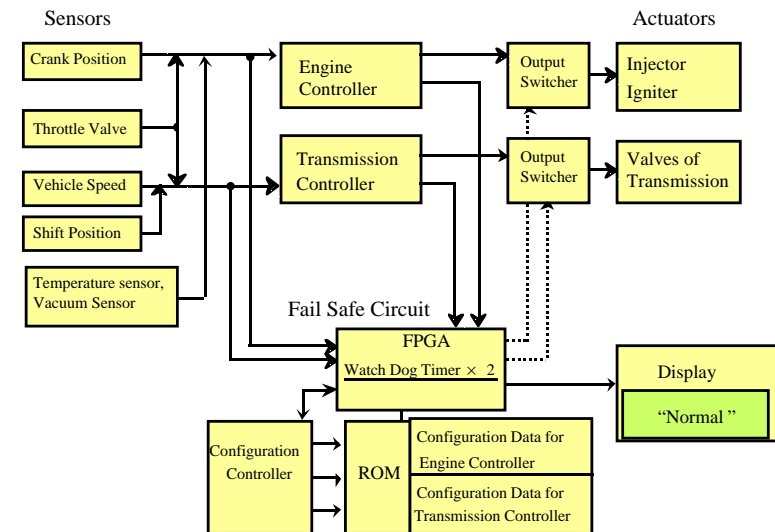 Sensors
Actuators
Crank Position
Throttle Valve
Vehicle Speed
Shift Position
Temperature sensor,
Vacuum Sensor
Engine
Controller
Transmission
Controller
Output
Switcher
Output
Switcher
Injector
Igniter
Valves of
Transmission
Fail Safe Circuit
FPGA
Watch Dog Timer × 2
Display
“Normal ”
Configuration
Controller
ROM
Configuration Data for
Engine Controller
Configuration Data for
Transmission Controller